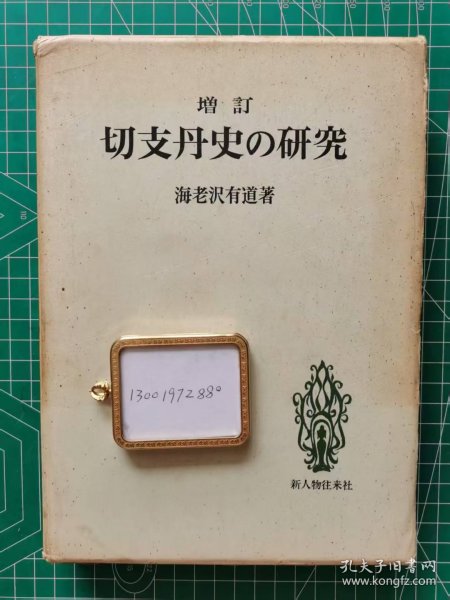 増訂
切支丹史の研究
海老沢有道著
1300197288°
新人物往来社
孔夫子旧书网
www.kongfz.com